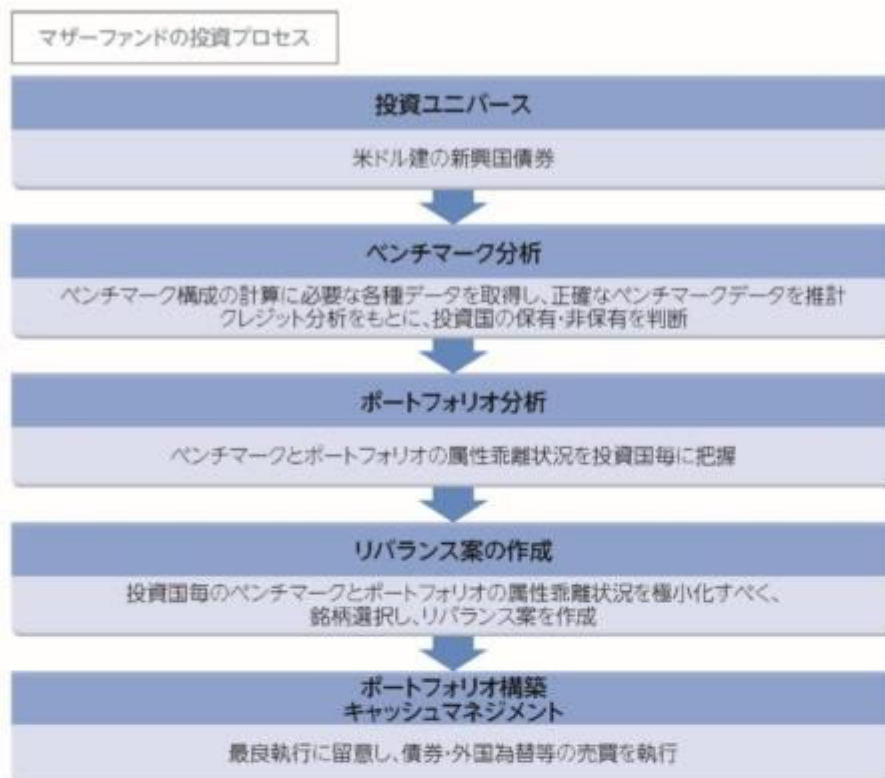 マザーファンドの投資プロセス
投資ユニバース
米ドル建の新興国債券
ベンチマーク分析
ベンチマーク構成の計算に必要な各種データを取得し、正確なベンチマークデータを推計
クレジット分析をもとに、投資国の保有・非保有を判断
ポートフォリオ分析
ベンチマークとポートフォリオの属性乖離状況を投資国毎に把握
リバランス案の作成
投資国毎のベンチマークとポートフォリオの属性乖離状況を極小化すべく、
銘柄選択し、リバランス案を作成
ポートフォリオ構築
キャッシュマネジメント
最良執行に留意し、債券・外国為替等の売買を執行